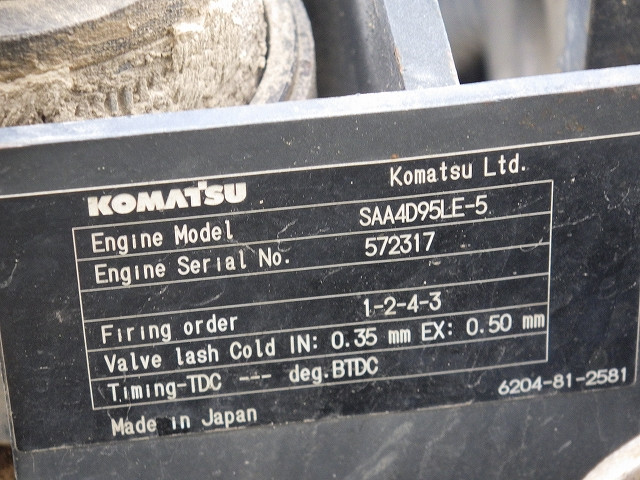 KOMATSU Komatsu Ltd.
Engine Model SAA4D95LE-5
Engine Serial No. 572317
Firing order 1-2-4-3
Valve lash Cold IN: 0.35 mm EX: 0.50 mm
Timing-TDC --- deg.BTDC
Made in Japan 6204-81-2581